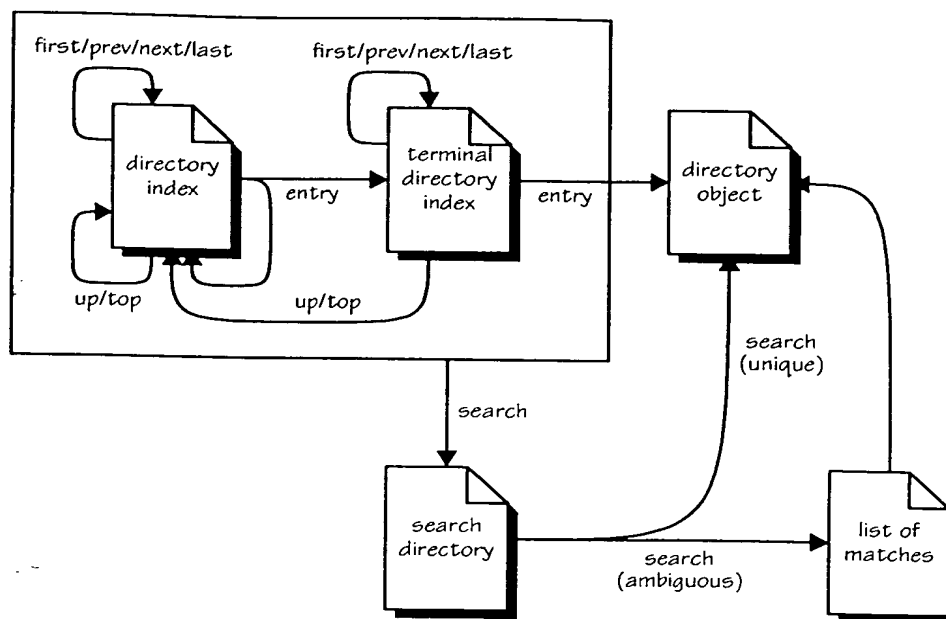 first/prev/next/last
first/prev/next/last
directory
index
terminal
directory
index
directory
object
entry
entry
up/top
up/top
search
(unique)
search
search
directory
search
(ambiguous)
list of
matches